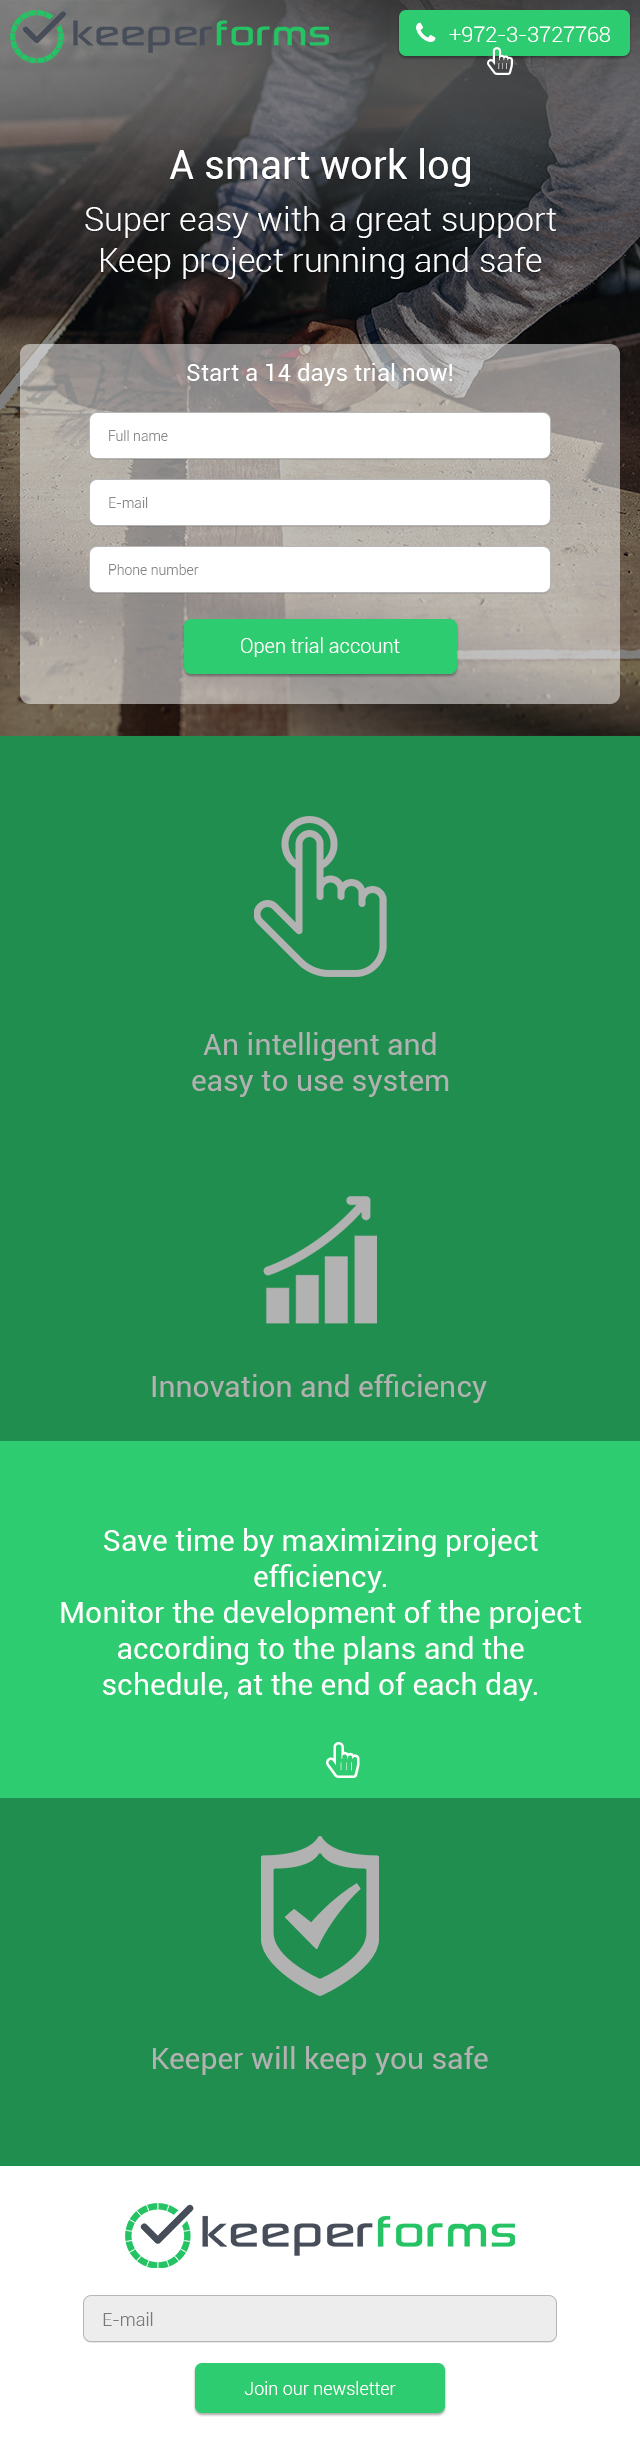 keeperforms
+972-3-3727768
A smart work log
Super easy with a great support
Keep project running and safe
Start a 14 days trial now!
Full name
E-mail
Phone number
Open trial account
An intelligent and
easy to use system
Innovation and efficiency
Save time by maximizing project
efficiency.
Monitor the development of the project
according to the plans and the
schedule, at the end of each day.
Keeper will keep you safe
keeperforms
E-mail
Join our newsletter